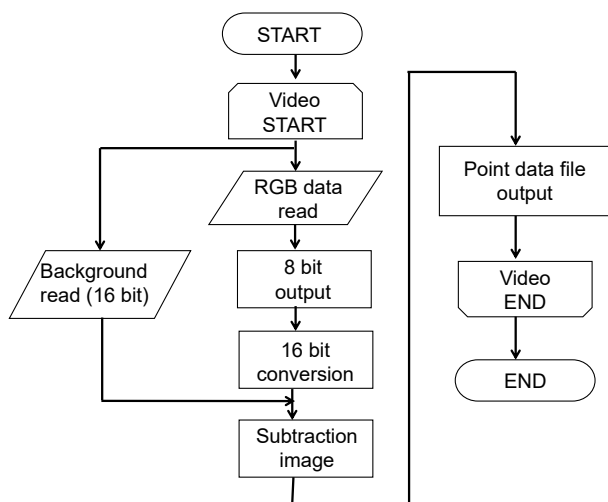 START
Video
START
RGB data
read
Background
read (16 bit)
8 bit
output
16 bit
conversion
Subtraction
image
Point data file
output
Video
END
END